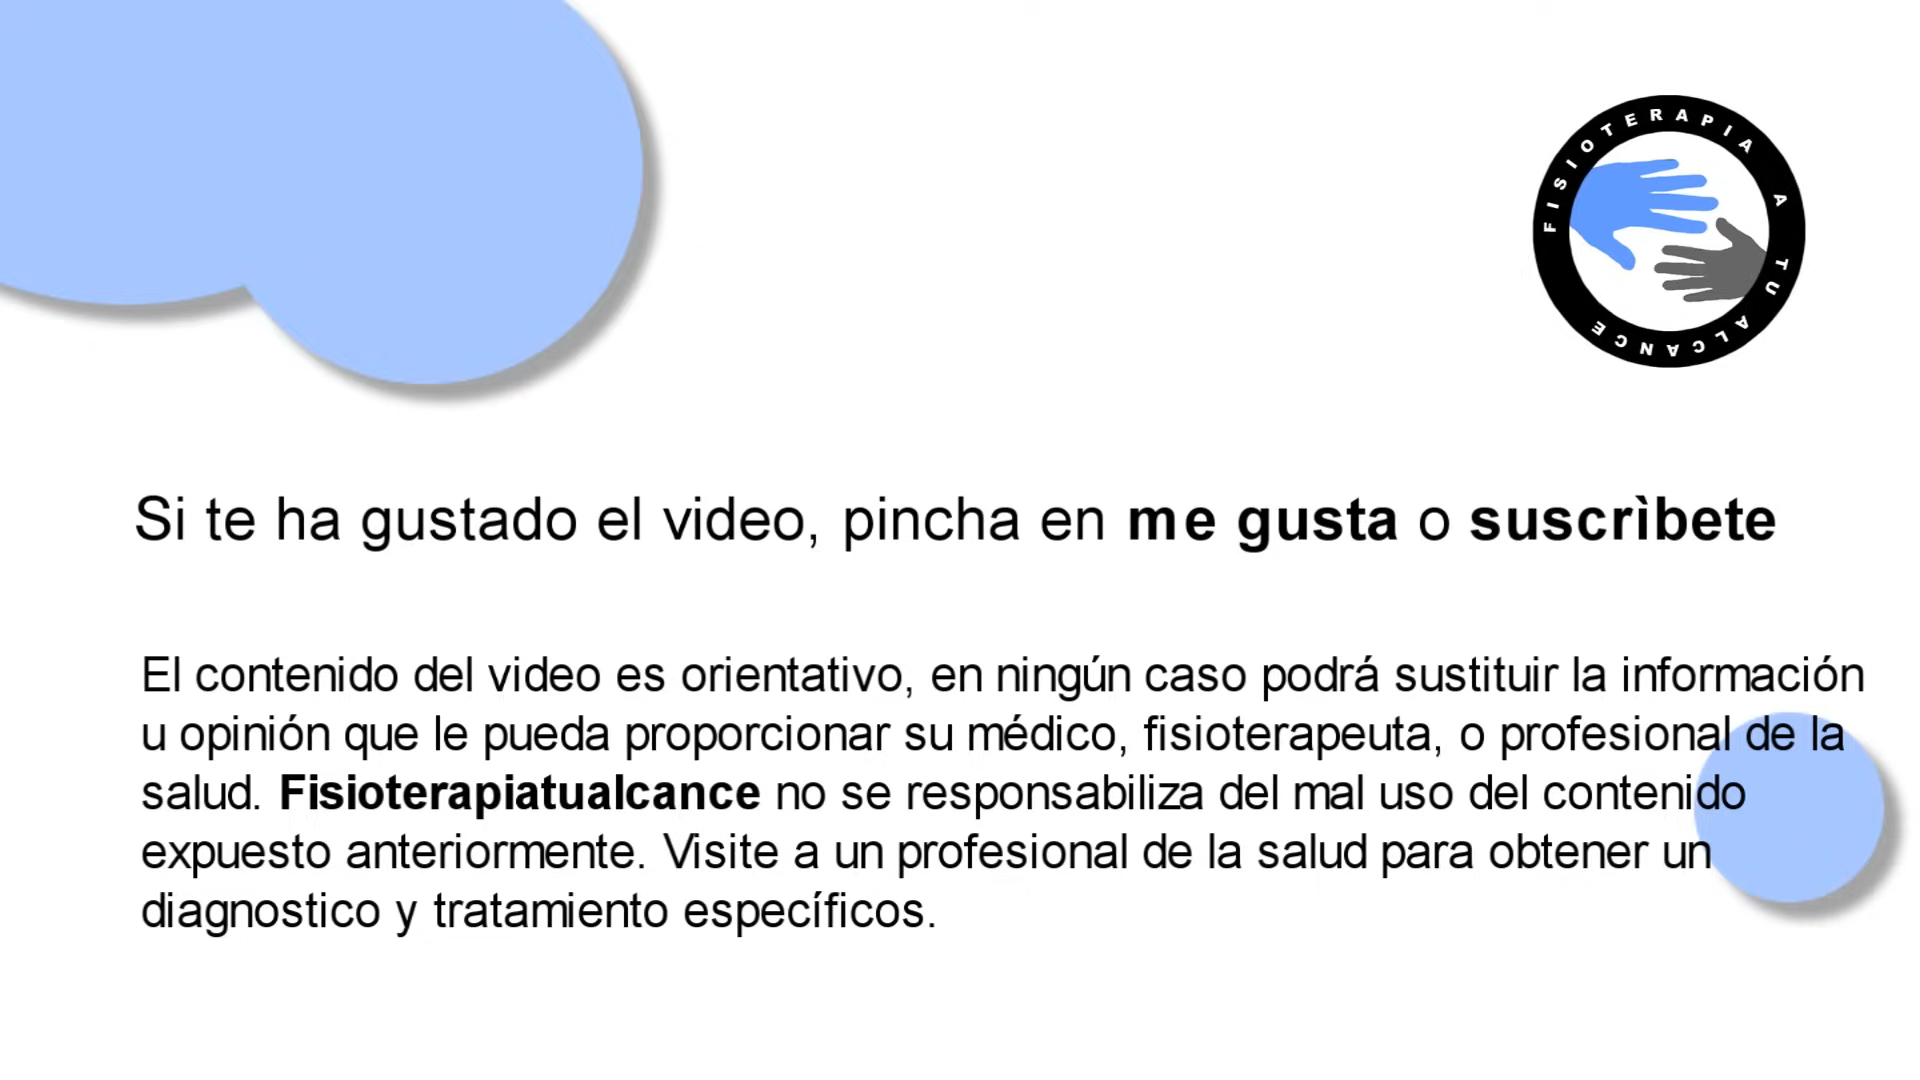 FISIOTERAPIA A TU ALCANCE
Si te ha gustado el video, pincha en me gusta o suscrìbete
El contenido del video es orientativo, en ningún caso podrá sustituir la información
u opinión que le pueda proporcionar su médico, fisioterapeuta, o profesional de la
salud. Fisioterapiatualcance no se responsabiliza del mal uso del contenido
expuesto anteriormente. Visite a un profesional de la salud para obtener un
diagnostico y tratamiento específicos.